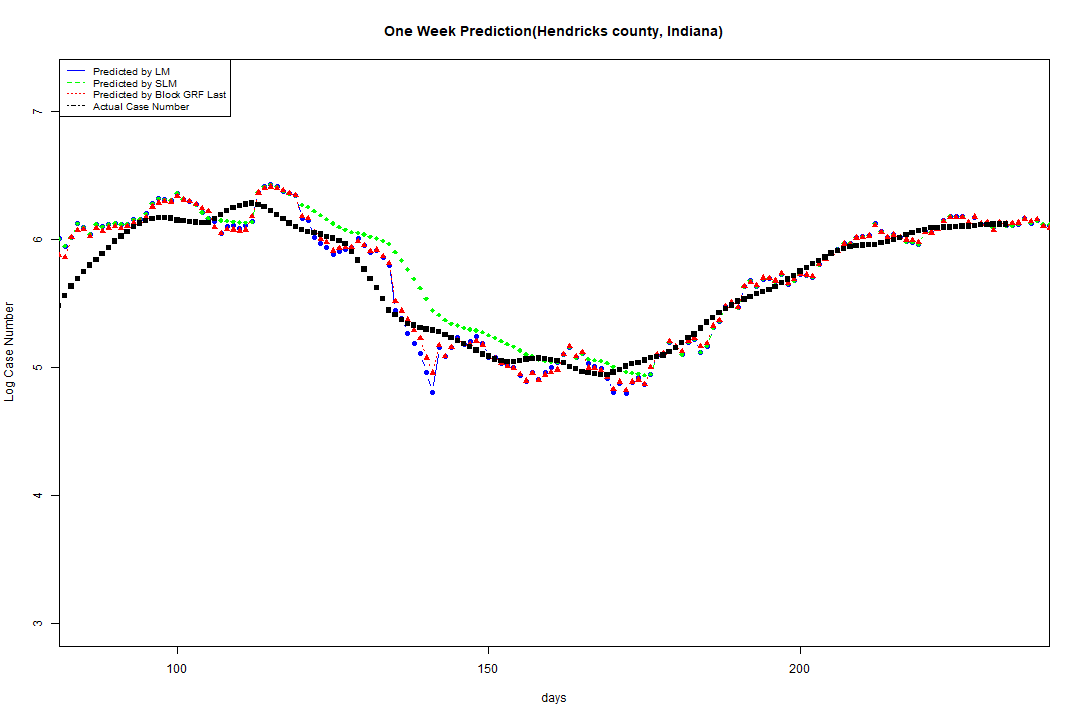 One Week Prediction(Hendricks county, Indiana)
Predicted by LM
Predicted by SLM
Predicted by Block GRF Last
Actual Case Number
7
6
5
4
3
Log Case Number
100 150 200
days